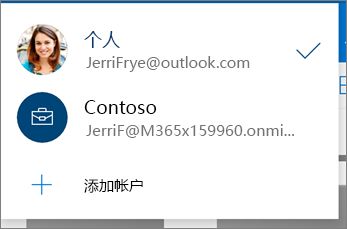 个人
JerriFrye@outlook.com
Contoso
JerriF@M365x159960.onmi...
添加帐户